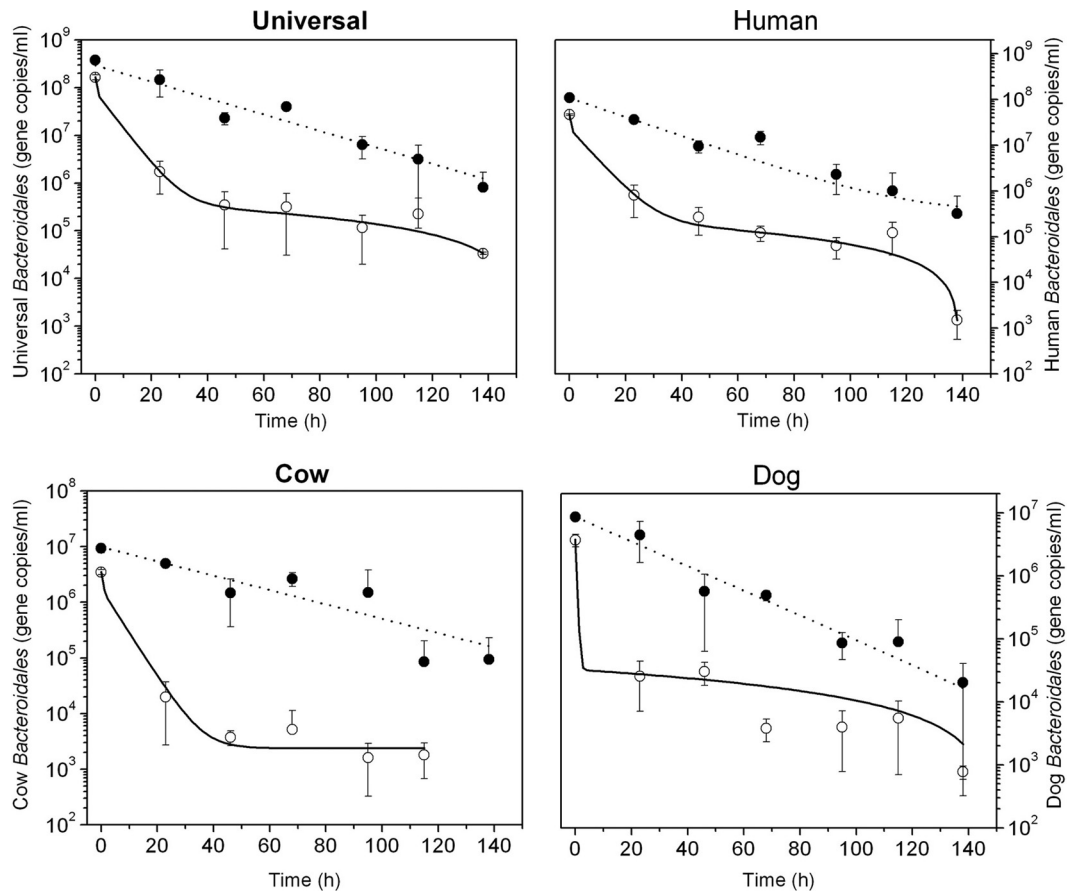 Universal
Human
Universal Bacteroidales (gene copies/ml)
10^9
10^8
10^7
10^6
10^5
10^4
10^3
10^2
0 20 40 60 80 100 120 140
Time (h)
10^9
10^8
10^7
10^6
10^5
10^4
10^3
10^2
Human Bacteroidales (gene copies/ml)
0 20 40 60 80 100 120 140
Time (h)
Cow
Dog
Cow Bacteroidales (gene copies/ml)
10^8
10^7
10^6
10^5
10^4
10^3
10^2
0 20 40 60 80 100 120 140
Time (h)
10^7
10^6
10^5
10^4
10^3
10^2
Dog Bacteroidales (gene copies/ml)
0 20 40 60 80 100 120 140
Time (h)